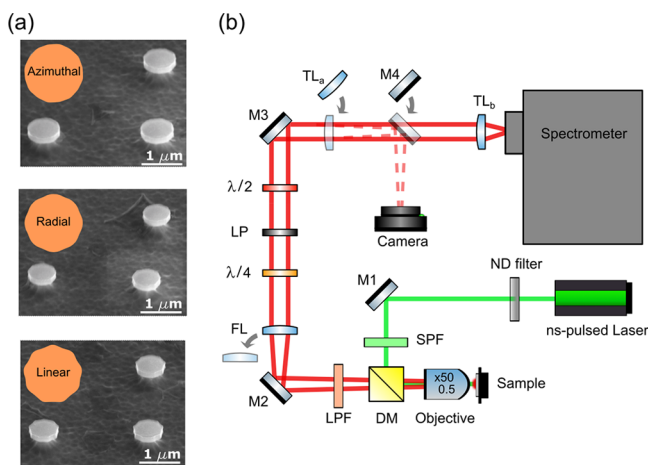 (a)
Azimuthal
1 μm
Radial
1 μm
Linear
1 μm
(b)
TLₐ
M4
TL_b
M3
Spectrometer
λ/2
LP
Camera
λ/4
ND filter
M1
ns-pulsed Laser
FL
SPF
M2
x50
0.5
Sample
LPF
DM
Objective